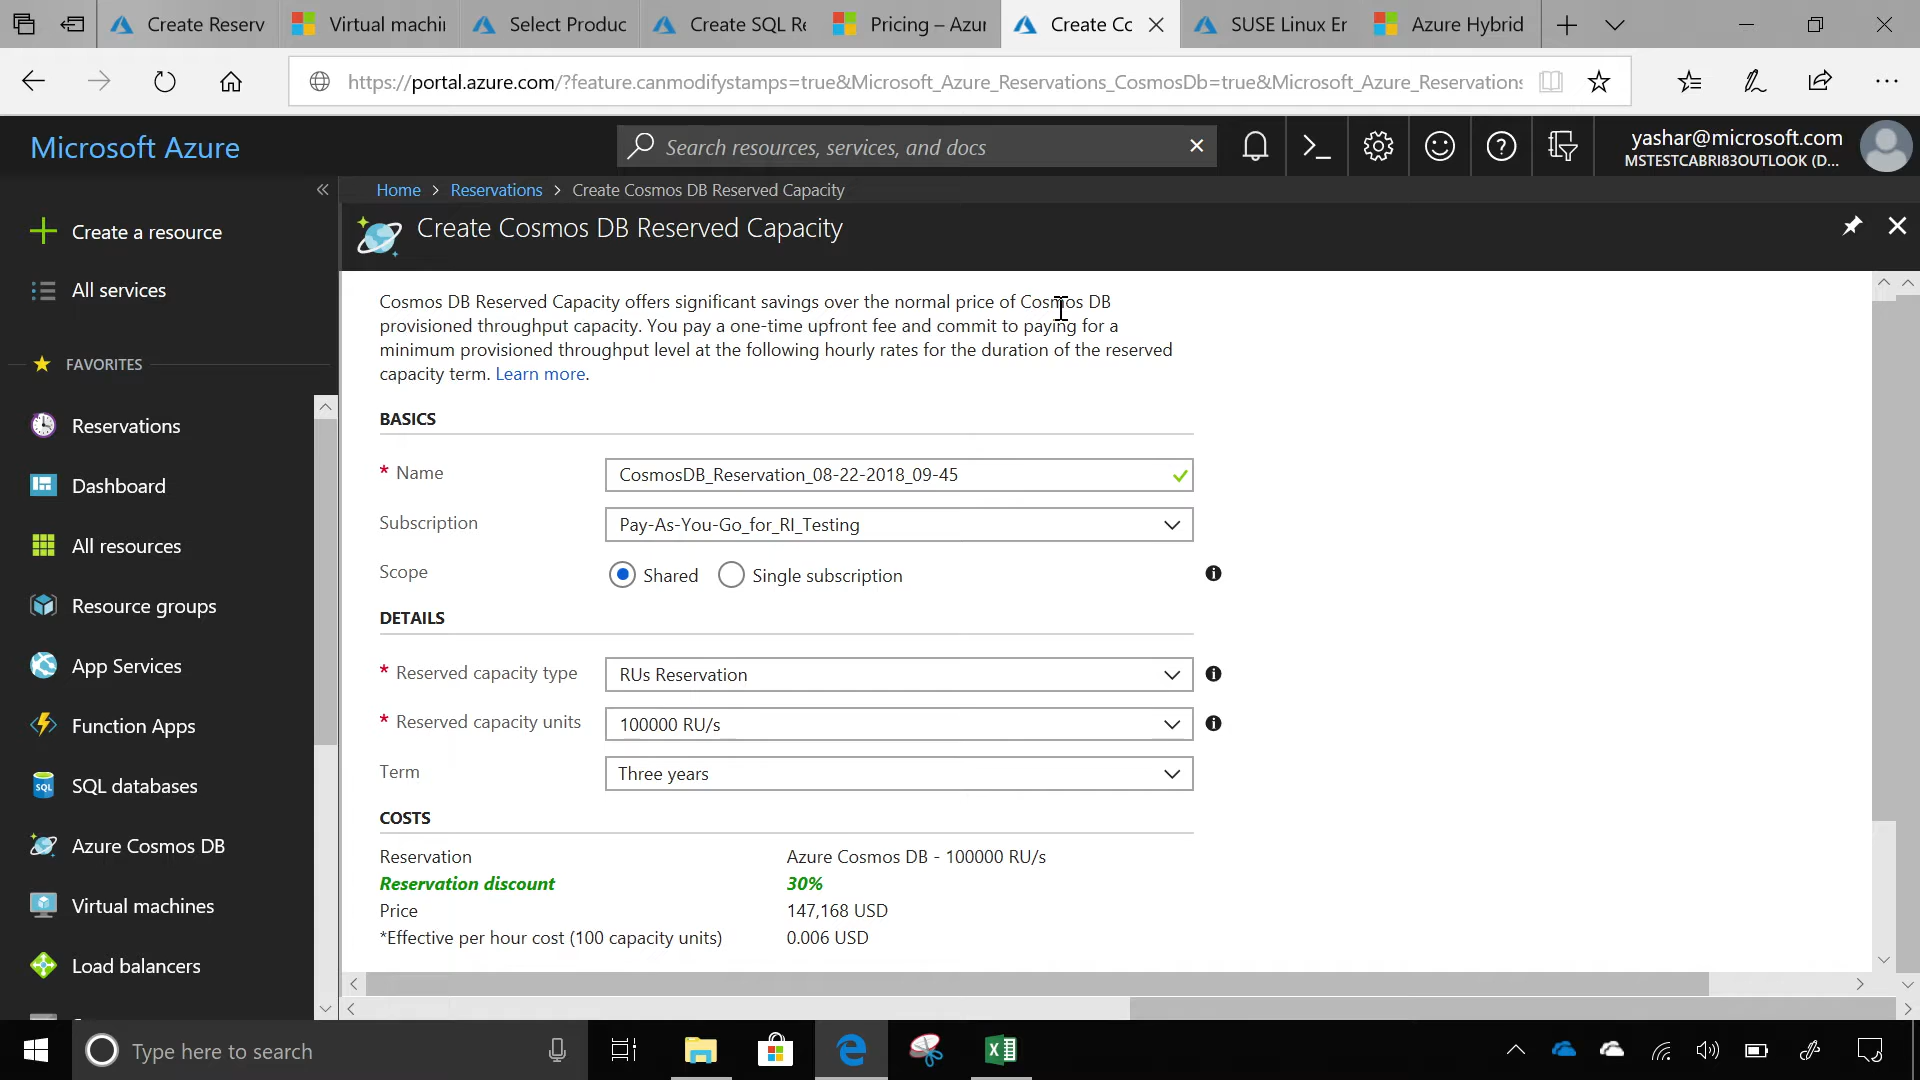 Create Reserv
Virtual machin
Select Produc
Create SQL Re
Pricing – Azur
Create Co
SUSE Linux Er
Azure Hybrid
https://portal.azure.com/?feature.canmodifystamps=true&Microsoft_Azure_Reservations_CosmosDb=true&Microsoft_Azure_Reservations
Microsoft Azure
Search resources, services, and docs
yashar@microsoft.com
MSTESTCABRI83OUTLOOK (D...
Home > Reservations > Create Cosmos DB Reserved Capacity
Create Cosmos DB Reserved Capacity
Create a resource
All services
FAVORITES
Reservations
Dashboard
All resources
Resource groups
App Services
Function Apps
SQL
SQL databases
Azure Cosmos DB
Virtual machines
Load balancers
Cosmos DB Reserved Capacity offers significant savings over the normal price of Cosmos DB
provisioned throughput capacity. You pay a one-time upfront fee and commit to paying for a
minimum provisioned throughput level at the following hourly rates for the duration of the reserved
capacity term. Learn more.
BASICS
* Name
CosmosDB_Reservation_08-22-2018_09-45
Subscription
Pay-As-You-Go_for_RI_Testing
Scope
Shared
Single subscription
DETAILS
* Reserved capacity type
RUs Reservation
* Reserved capacity units
100000 RU/s
Term
Three years
COSTS
Reservation
Azure Cosmos DB - 100000 RU/s
Reservation discount
30%
Price
147,168 USD
*Effective per hour cost (100 capacity units)
0.006 USD
Type here to search